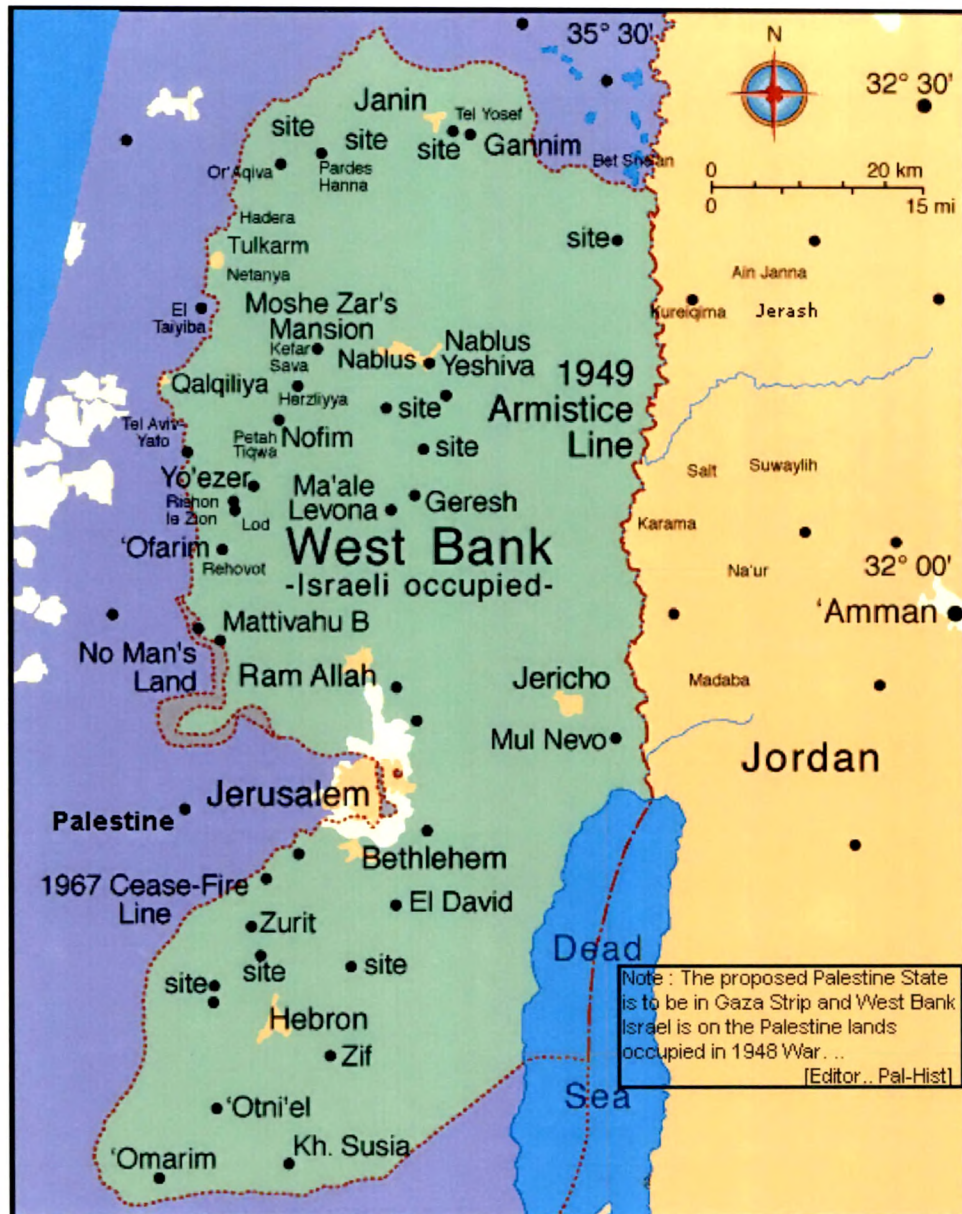 35° 30'
N
32° 30'
Janin
Tel Yosef
site
site
site
Gannim
Bet She'an
Or'Aqiva
Pardes
Hanna
0
20 km
0
15 mi
Hadera
Tulkarm
Netanya
site
Ain Janna
El
Taiyiba
Moshe Zar's
Mansion
Kefar
Sava
Kureiqima
Jerash
Nablus
Nablus
Yeshiva
1949
Armistice
Line
Qalqiliya
Herzliyya
site
Tel Aviv-
Yafo
Petah
Tiqwa
Nofim
site
Salt
Suwaylih
Yo'ezer
Rishon
le Zion
Lod
Ma'ale
Levona
Geresh
Karama
'Ofarim
Rehovot
West Bank
-Israeli occupied-
Na'ur
32° 00'
'Amman
Mattivahu B
No Man's
Land
Ram Allah
Jericho
Madaba
Mul Nevo
Jordan
Jerusalem
Palestine
Bethlehem
1967 Cease-Fire
Line
El David
Zurit
site
site
site
Dead
Sea
Note : The proposed Palestine State
is to be in Gaza Strip and West Bank
Israel is on the Palestine lands
occupied in 1948 War. ..
[Editor.. Pal-Hist]
Hebron
Zif
'Otni'el
Kh. Susia
'Omarim